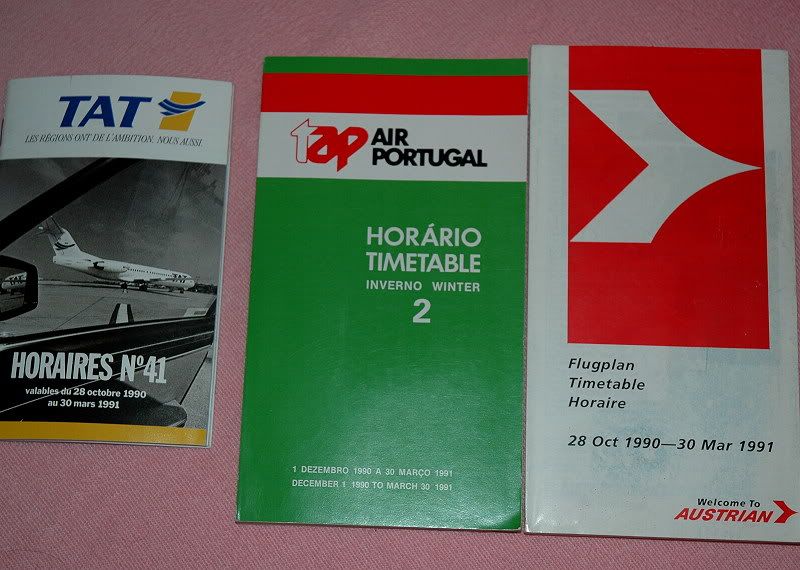 TAT
LES RÉGIONS ONT DE L'AMBITION. NOUS AUSSI.
TAT
HORAIRES Nº41
valables du 28 octobre 1990
au 30 mars 1991
tap AIR
PORTUGAL
HORÁRIO
TIMETABLE
INVERNO WINTER
2
1 DEZEMBRO 1990 A 30 MARÇO 1991
DECEMBER 1 1990 TO MARCH 30 1991
Flugplan
Timetable
Horaire
28 Oct 1990—30 Mar 1991
Welcome To
AUSTRIAN